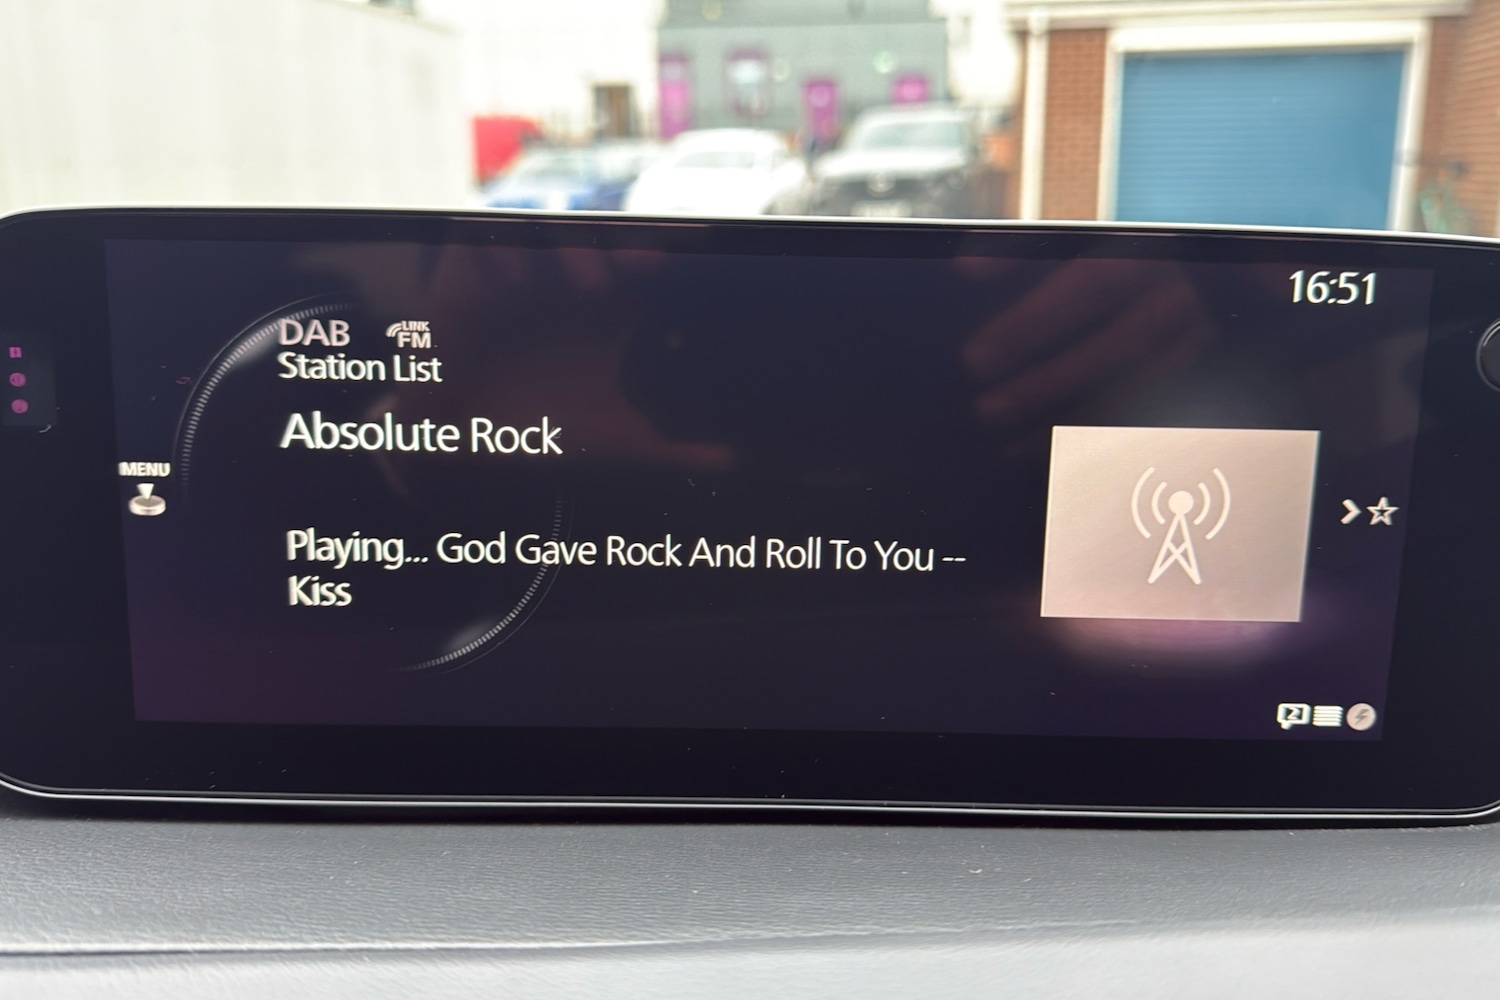 16:51
DAB LINK FM
Station List
Absolute Rock
MENU
Playing... God Gave Rock And Roll To You --
Kiss
2